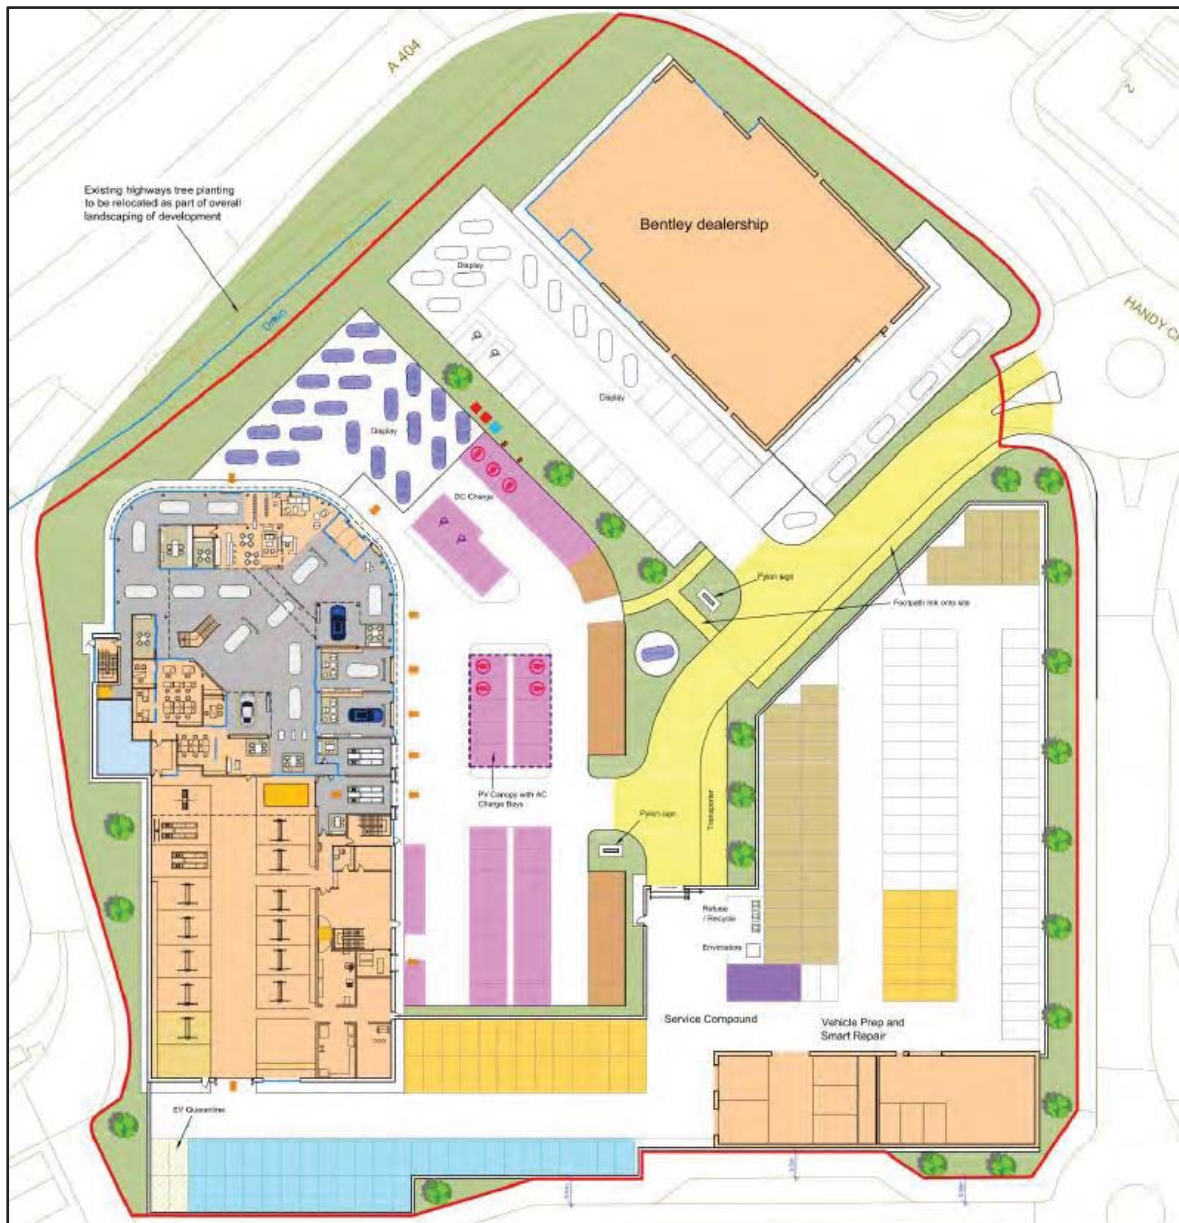 A 404
Existing highways tree planting
to be relocated as part of overall
landscaping of development
Bentley dealership
Display
Drain
HANDY C
Display
Display
DC Charge
Pylon sign
Footpath link onto site
PV Canopy with AC
Charge Bays
Transporter
Pylon sign
Refuse
/ Recycle
Service Compound
Vehicle Prep and
Smart Repair
EV Quarantine